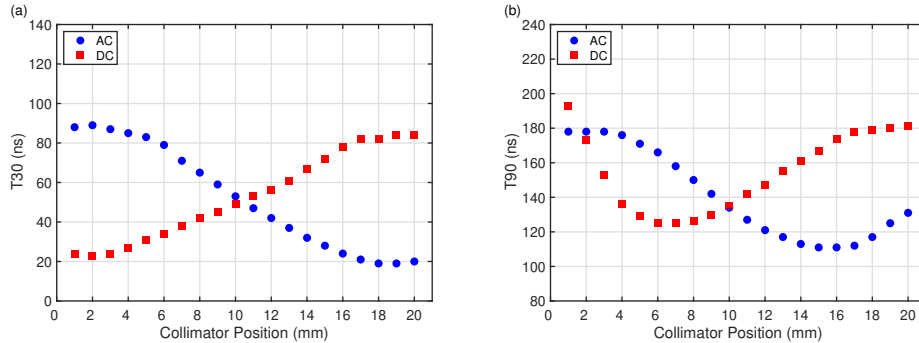 (a)
140
120
100
80
60
40
20
0
0 2 4 6 8 10 12 14 16 18 20
T30 (ns)
Collimator Position (mm)
AC
DC
(b)
240
220
200
180
160
140
120
100
80
0 2 4 6 8 10 12 14 16 18 20
T90 (ns)
Collimator Position (mm)
AC
DC